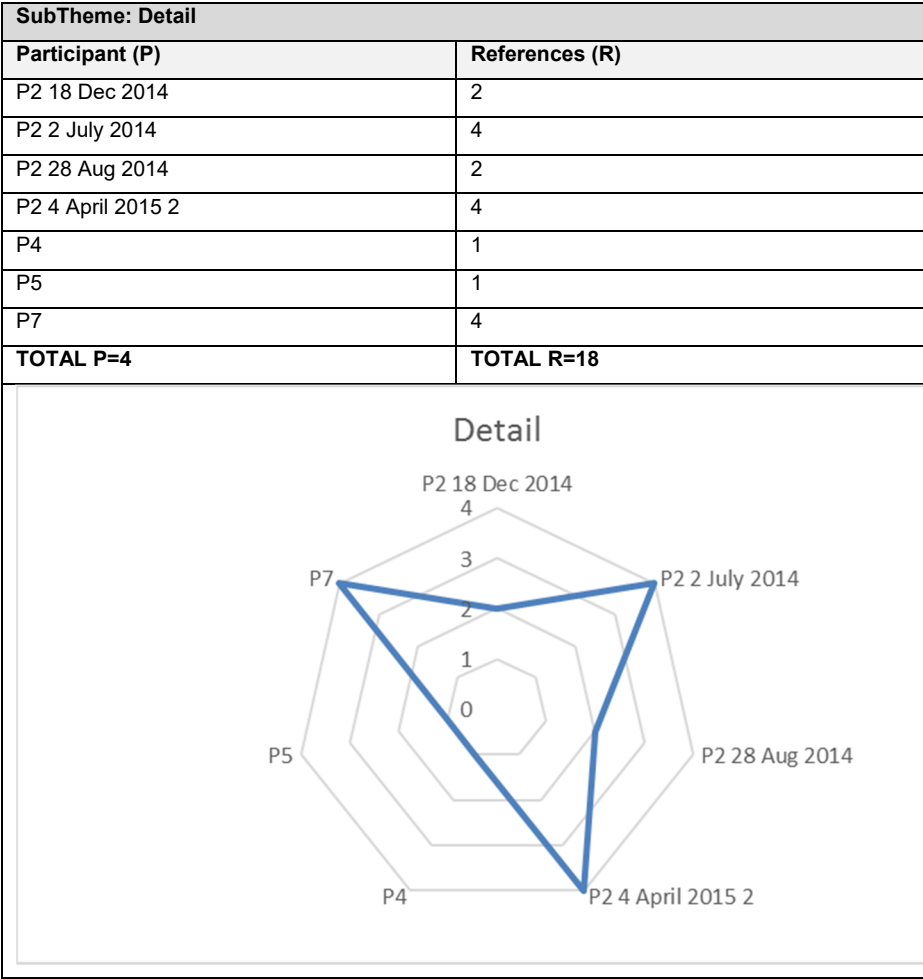 SubTheme: Detail
Participant (P) References (R)
P2 18 Dec 2014 2
P2 2 July 2014 4
P2 28 Aug 2014 2
P2 4 April 2015 2 4
P4 1
P5 1
P7 4
TOTAL P=4 TOTAL R=18
Detail
P2 18 Dec 2014
4
3
P7 P2 2 July 2014
2
1
0
P5 P2 28 Aug 2014
P4 P2 4 April 2015 2